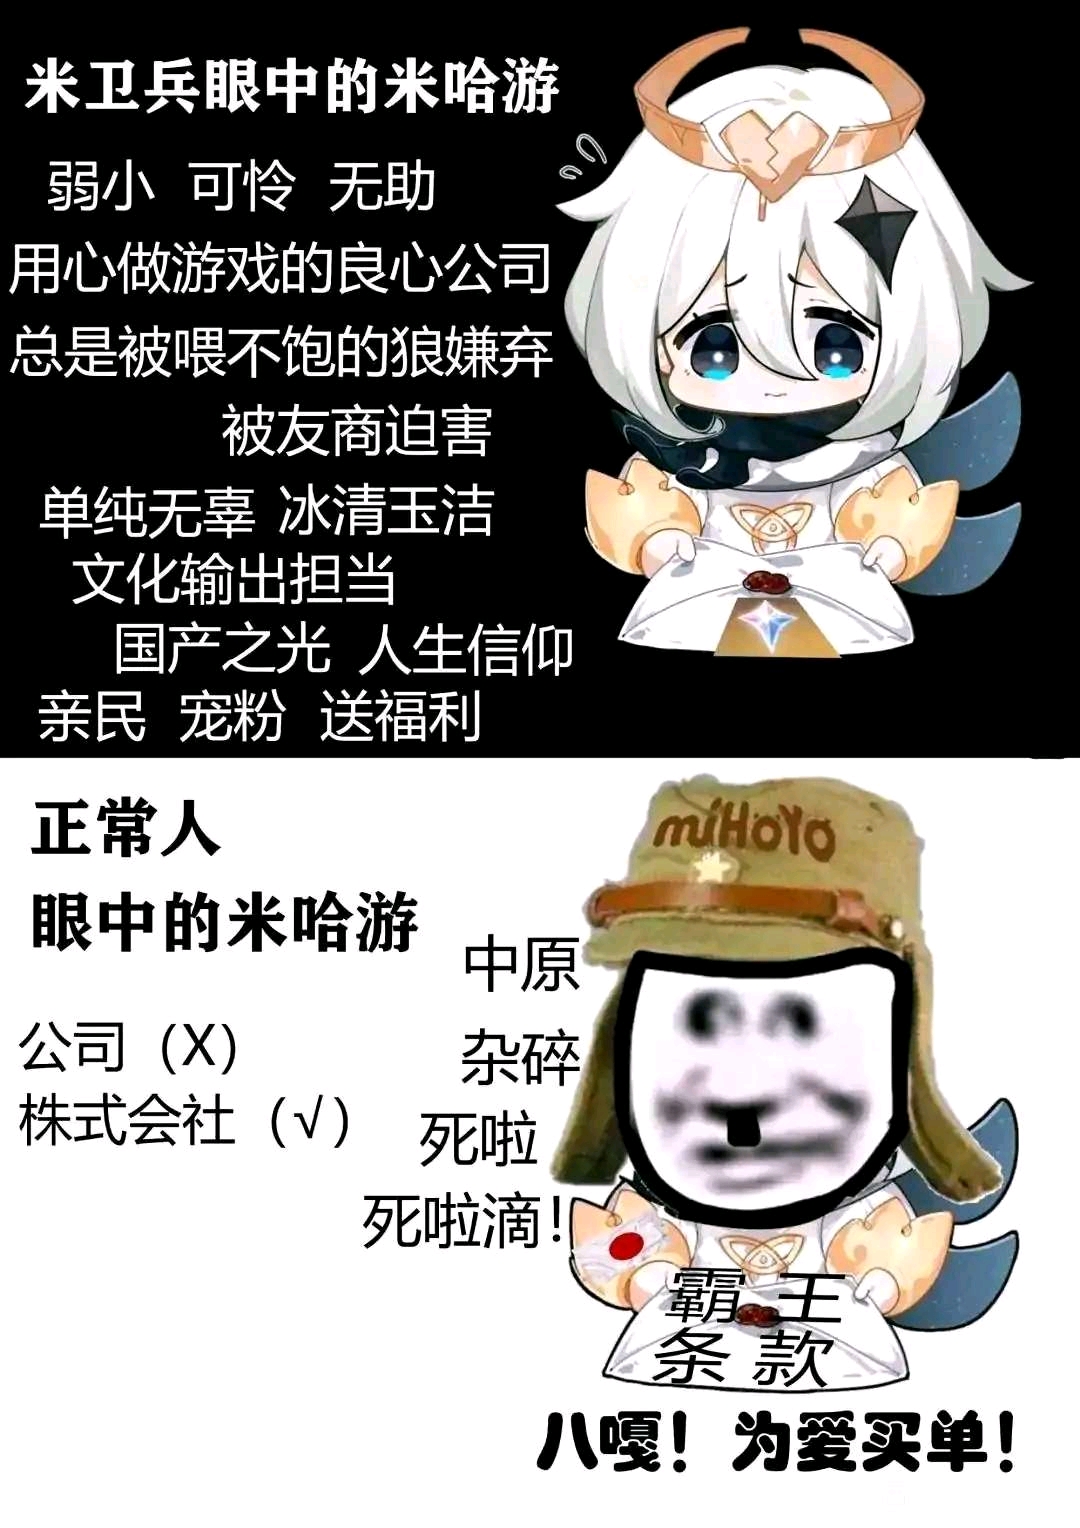 米卫兵眼中的米哈游
弱小 可怜 无助
用心做游戏的良心公司
总是被喂不饱的狼嫌弃
被友商迫害
单纯无辜 冰清玉洁
文化输出担当
国产之光 人生信仰
亲民 宠粉 送福利
正常人
眼中的米哈游
miHoYo
公司（X）
株式会社（√）
中原
杂碎
死啦
死啦滴！
霸王
条款
八嘎！为爱买单！